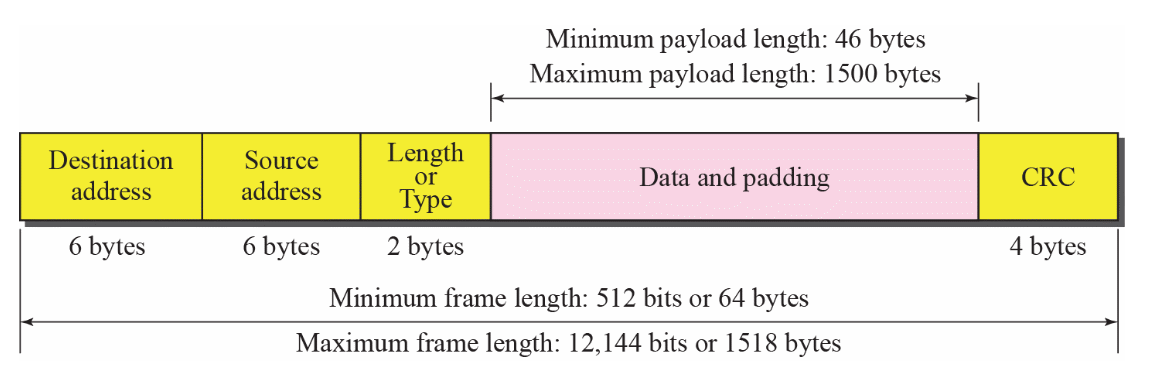 Minimum payload length: 46 bytes
Maximum payload length: 1500 bytes
Destination
address
Source
address
Length
or
Type
Data and padding
CRC
6 bytes
6 bytes
2 bytes
4 bytes
Minimum frame length: 512 bits or 64 bytes
Maximum frame length: 12,144 bits or 1518 bytes